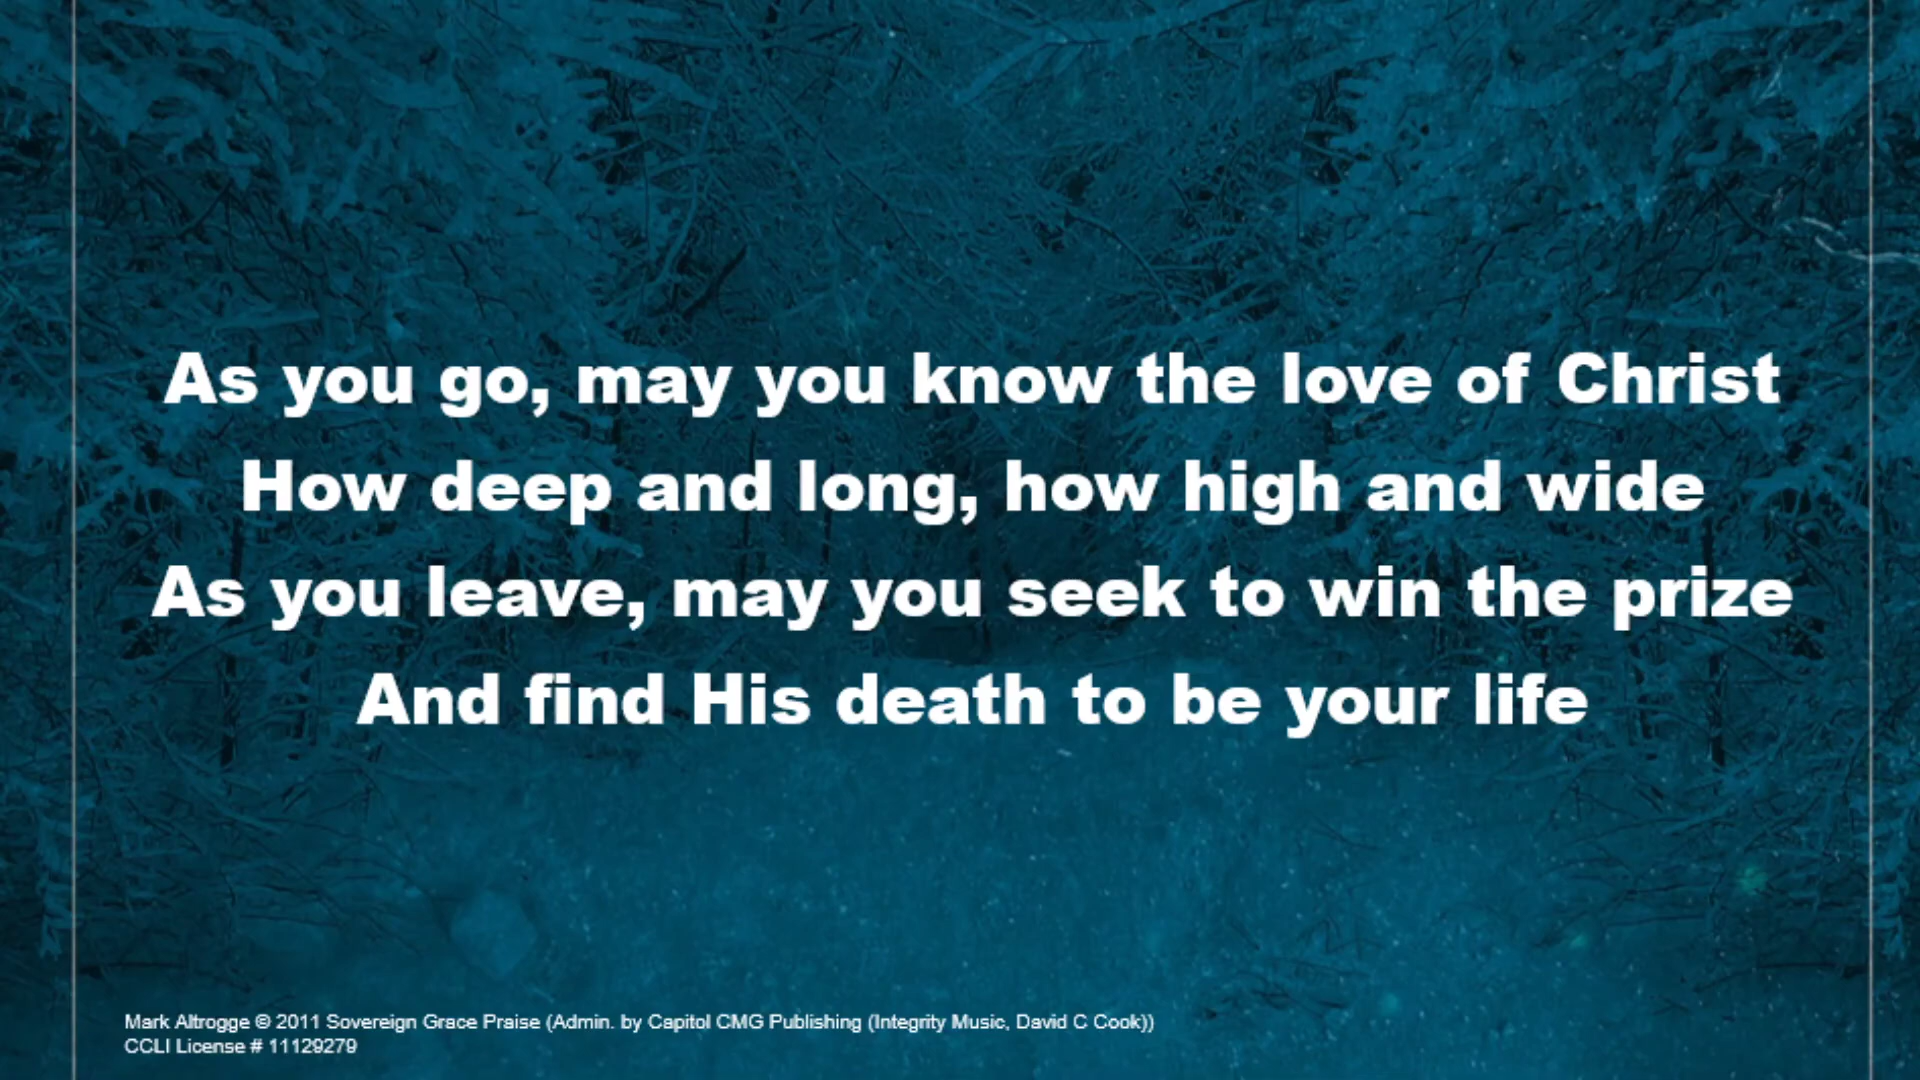 As you go, may you know the love of Christ
How deep and long, how high and wide
As you leave, may you seek to win the prize
And find His death to be your life
Mark Altrogge © 2011 Sovereign Grace Praise (Admin. by Capitol CMG Publishing (Integrity Music, David C Cook))
CCLI License # 11129279